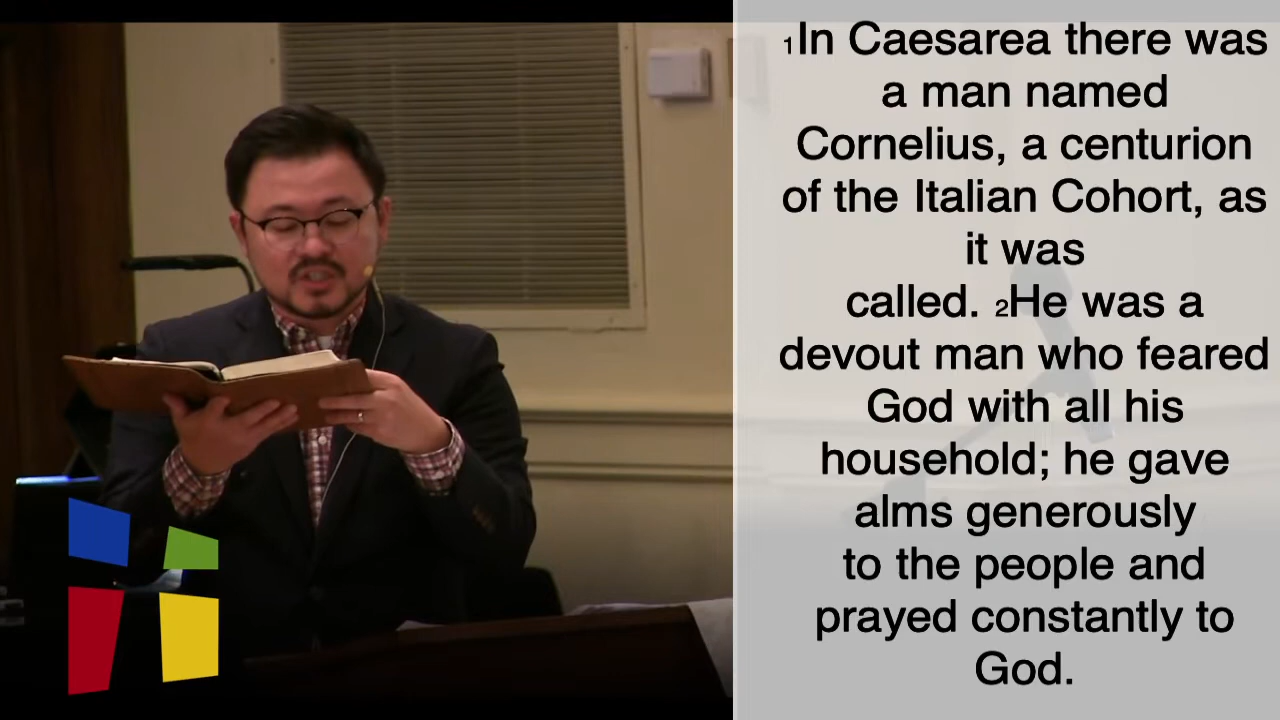 1In Caesarea there was
a man named
Cornelius, a centurion
of the Italian Cohort, as
it was
called. 2He was a
devout man who feared
God with all his
household; he gave
alms generously
to the people and
prayed constantly to
God.